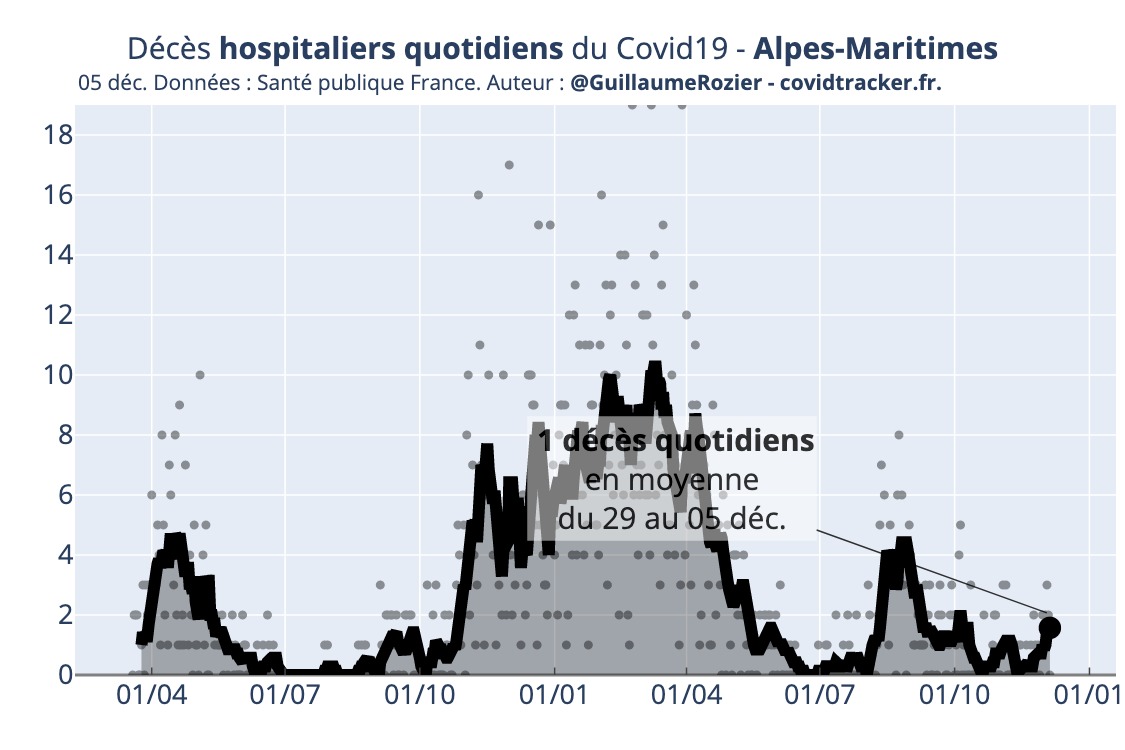 Décès hospitaliers quotidiens du Covid19 - Alpes-Maritimes
05 déc. Données : Santé publique France. Auteur : @GuillaumeRozier - covidtracker.fr.
18
16
14
12
10
8
6
4
2
0
1 décès quotidiens
en moyenne
du 29 au 05 déc.
01/04 01/07 01/10 01/01 01/04 01/07 01/10 01/01